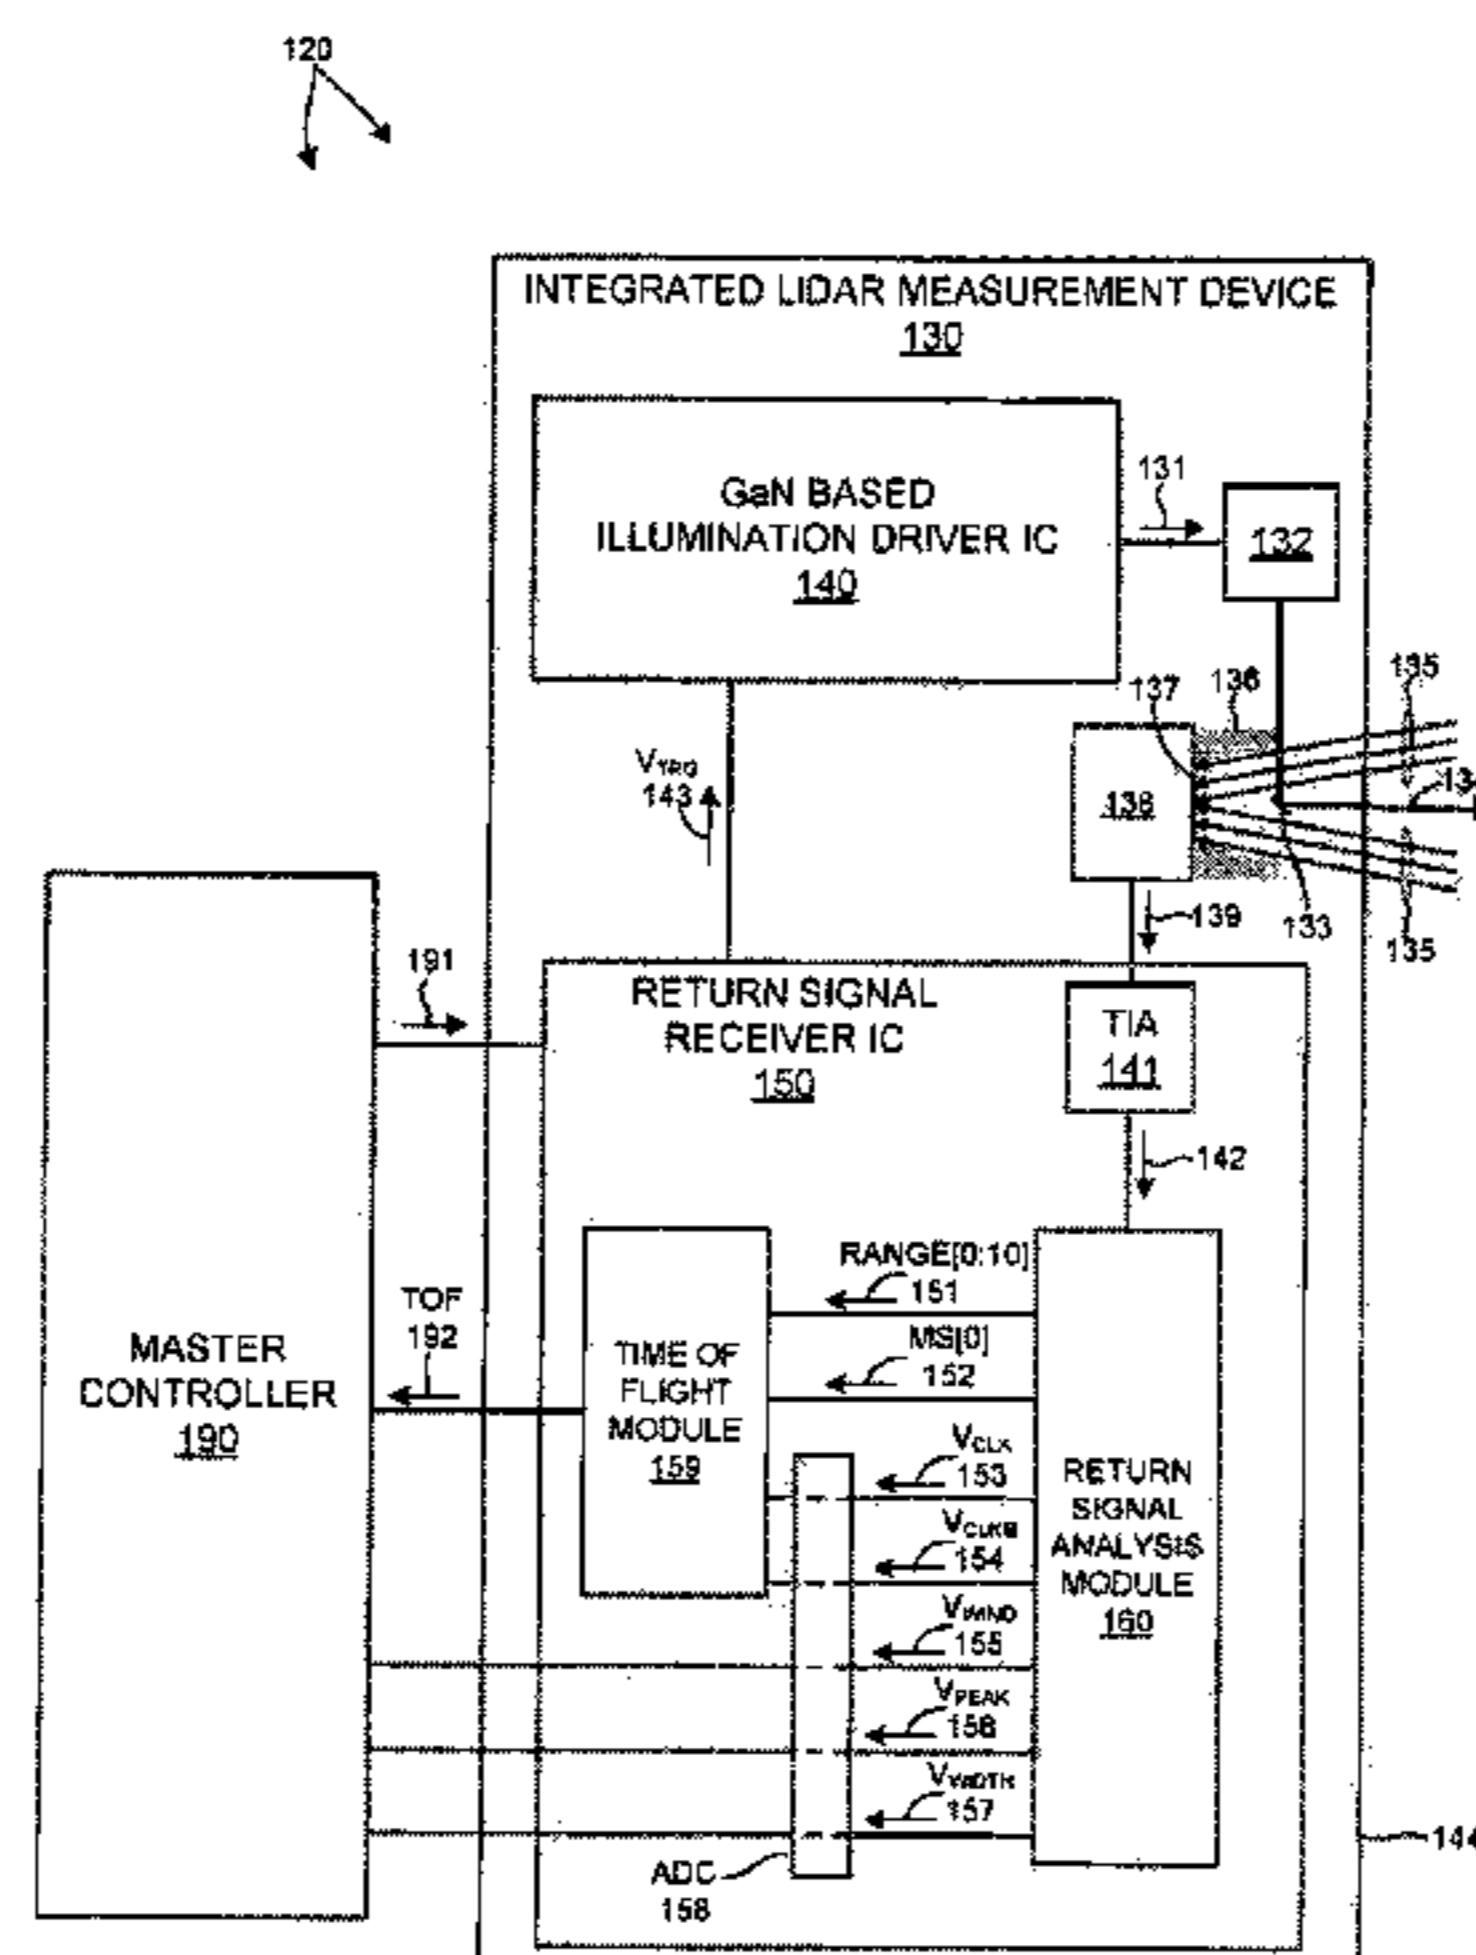 120
INTEGRATED LIDAR MEASUREMENT DEVICE
130
GaN BASED
ILLUMINATION DRIVER IC
140
131
132
135
136
137
138
134
VTRG
143
139
133
135
191
RETURN SIGNAL
RECEIVER IC
150
TIA
141
142
RANGE[0:10]
151
MS[0]
152
TOF
192
TIME OF
FLIGHT
MODULE
159
MASTER
CONTROLLER
190
VCLK
153
VCLKB
154
RETURN
SIGNAL
ANALYSIS
MODULE
160
VWIND
155
VPEAK
156
VWIDTH
157
ADC
158
144